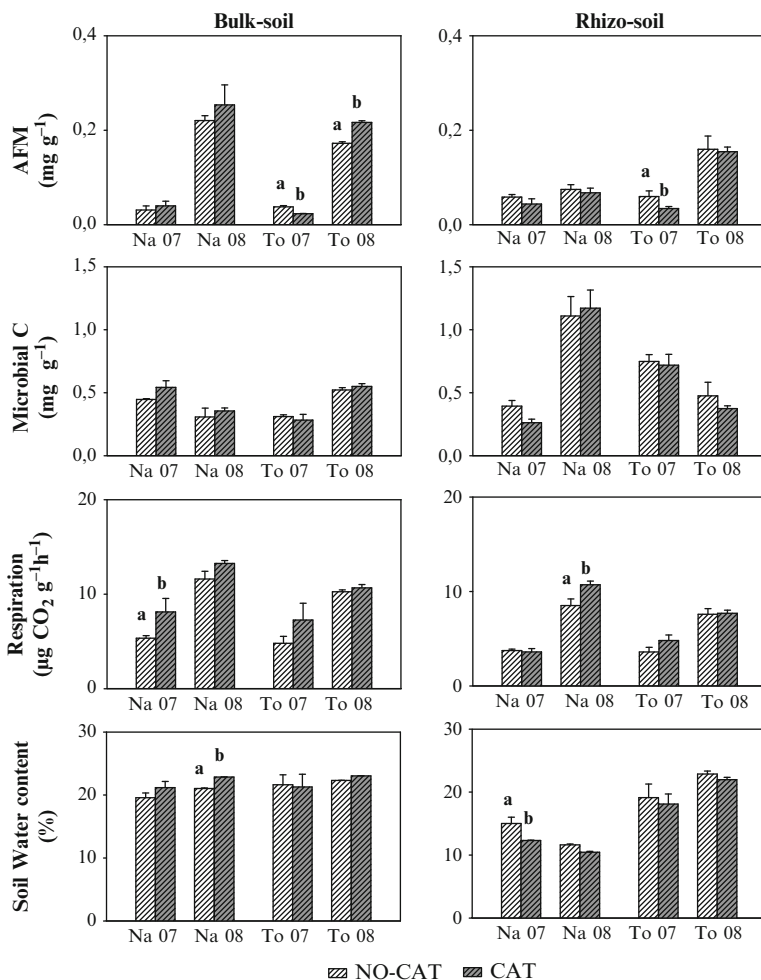 Bulk-soil
Rhizo-soil
AFM
(mg g⁻¹)
0,4
0,2
0,0
a
b
a
b
Na 07 Na 08 To 07 To 08
0,4
0,2
0,0
a
b
Na 07 Na 08 To 07 To 08
Microbial C
(mg g⁻¹)
1,5
1,0
0,5
0,0
Na 07 Na 08 To 07 To 08
1,5
1,0
0,5
0,0
Na 07 Na 08 To 07 To 08
Respiration
(µg CO₂ g⁻¹h⁻¹)
20
10
0
a
b
Na 07 Na 08 To 07 To 08
20
10
0
a
b
Na 07 Na 08 To 07 To 08
Soil Water content
(%)
30
20
10
0
a
b
Na 07 Na 08 To 07 To 08
30
20
10
0
a
b
Na 07 Na 08 To 07 To 08
NO-CAT CAT